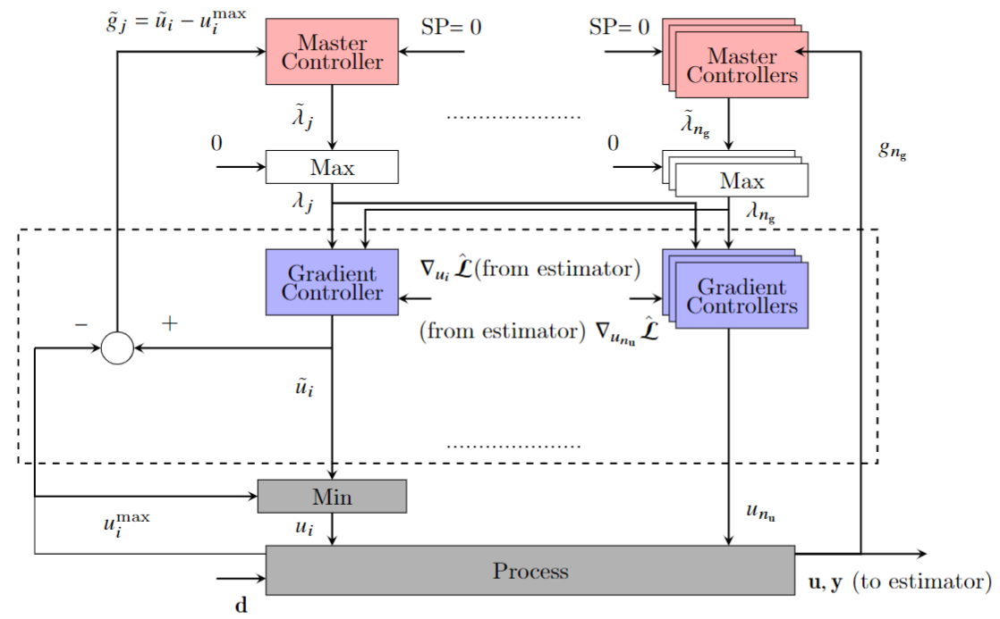 g̃_j = ũ_i − u_i^max
SP= 0
SP= 0
Master
Controller
Master
Controllers
λ̃_j
λ̃_{n_g}
g_{n_g}
0
0
Max
Max
λ_j
λ_{n_g}
Gradient
Controller
∇_{u_i} 𝓛̂(from estimator)
Gradient
Controllers
(from estimator) ∇_{u_{n_u}} 𝓛̂
−
+
ũ_i
Min
u_i^max
u_i
u_{n_u}
Process
u, y (to estimator)
d